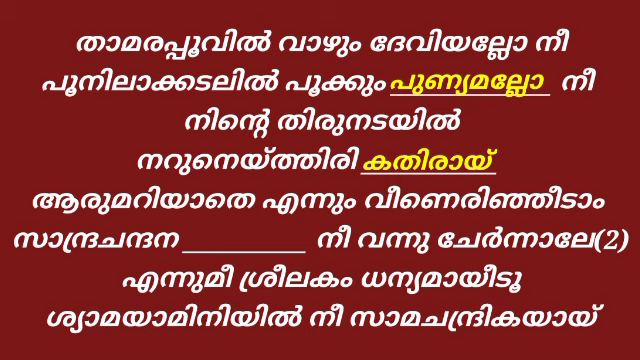 താമരപ്പൂവിൽ വാഴും ദേവിയല്ലോ നീ
പൂനിലാക്കടലിൽ പൂക്കും പുണ്യമല്ലോ നീ
നിന്റെ തിരുനടയിൽ
നറുനെയ്ത്തിരി കതിരായ്
ആരുമറിയാതെ എന്നും വീണെരിഞ്ഞീടാം
സാന്ദ്രചന്ദന __________ നീ വന്നു ചേർന്നാലേ(2)
എന്നുമീ ശ്രീലകം ധന്യമായീടൂ
ശ്യാമയാമിനിയിൽ നീ സാമചന്ദ്രികയായ്